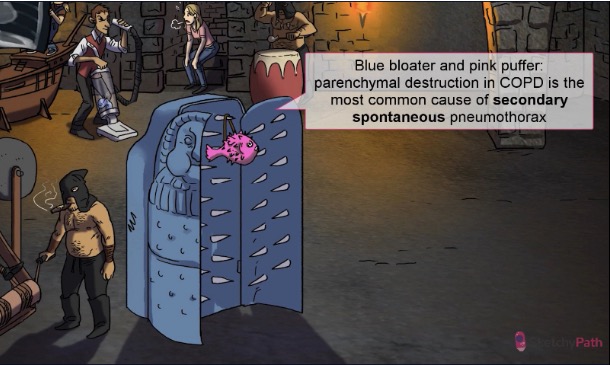 Blue bloater and pink puffer:
parenchymal destruction in COPD is the
most common cause of secondary
spontaneous pneumothorax
SketchyPath